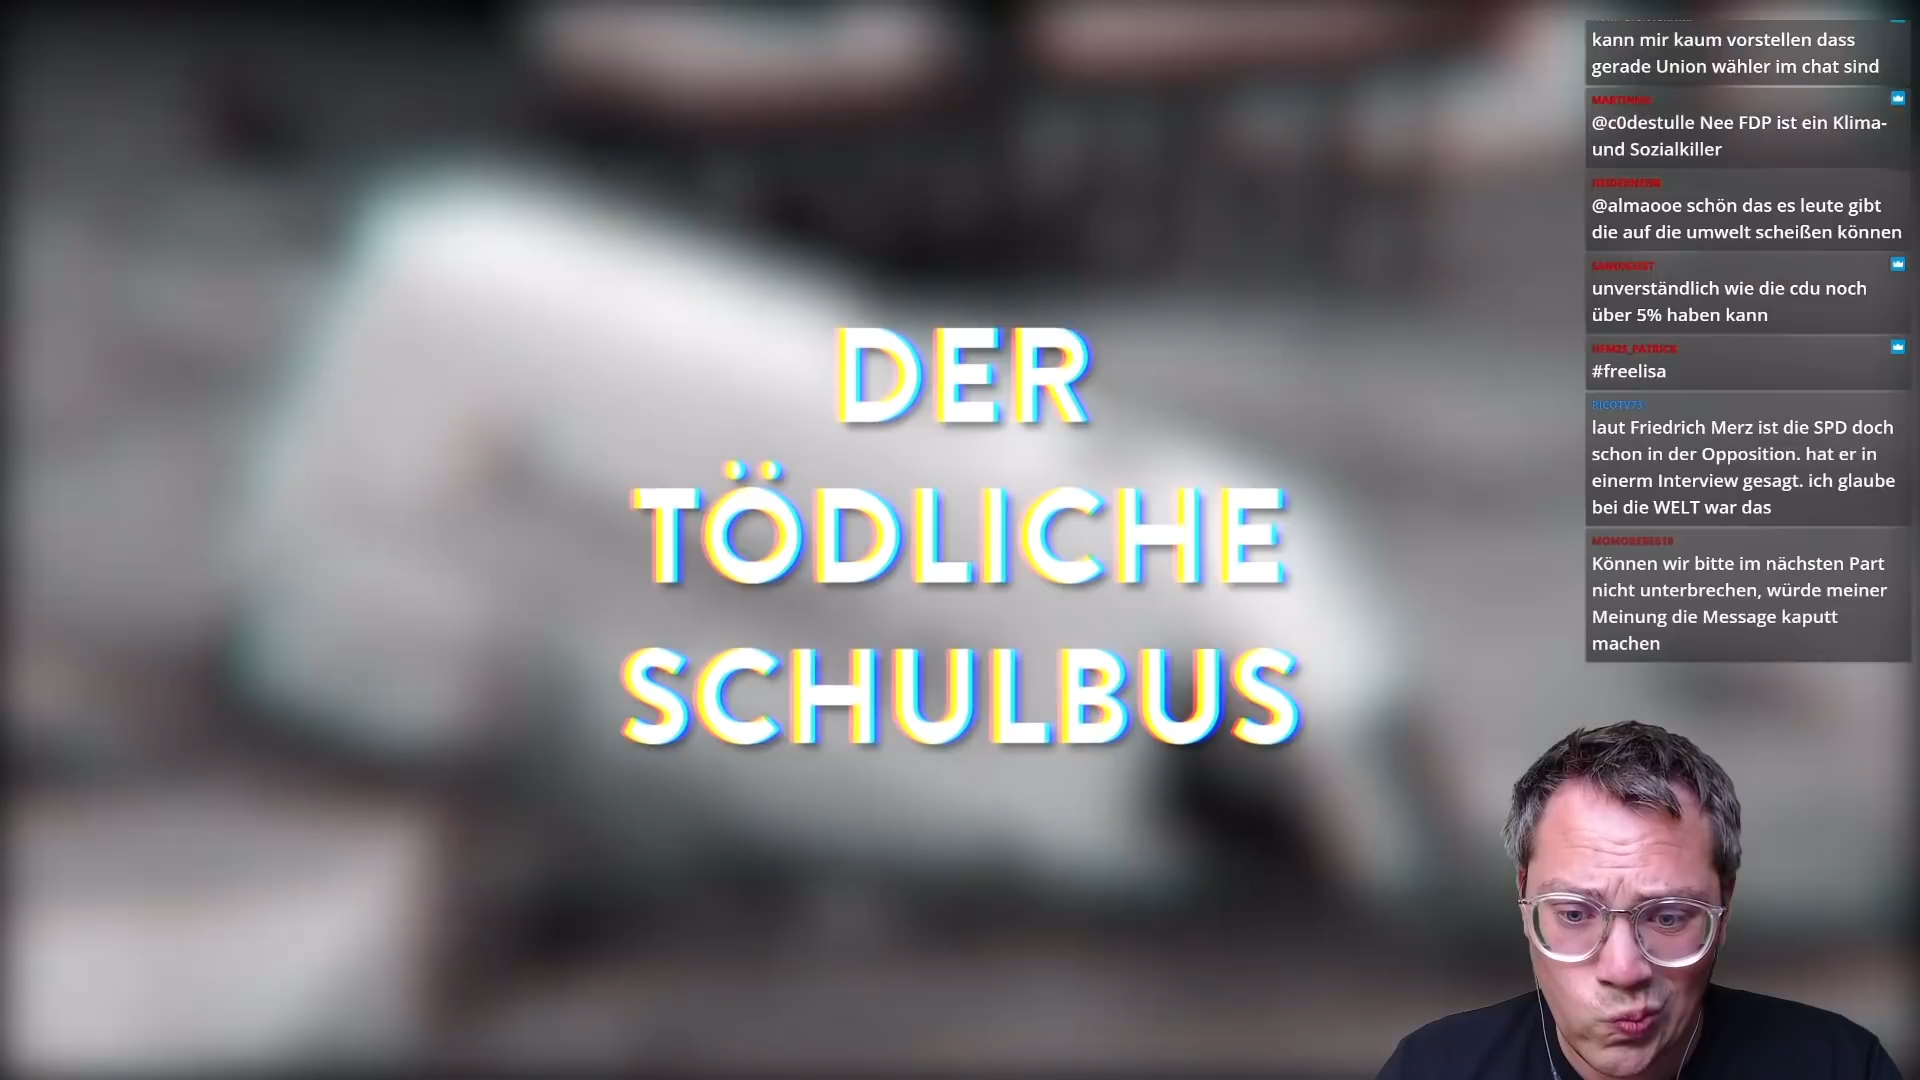 DER
TÖDLICHE
SCHULBUS
kann mir kaum vorstellen dass
gerade Union wähler im chat sind
@c0destulle Nee FDP ist ein Klima-
und Sozialkiller
@almaooe schön das es leute gibt
die auf die umwelt scheißen können
unverständlich wie die cdu noch
über 5% haben kann
HFM25_PATRICK
#freelisa
RICOTV73
laut Friedrich Merz ist die SPD doch
schon in der Opposition. hat er in
einerm Interview gesagt. ich glaube
bei die WELT war das
Können wir bitte im nächsten Part
nicht unterbrechen, würde meiner
Meinung die Message kaputt
machen